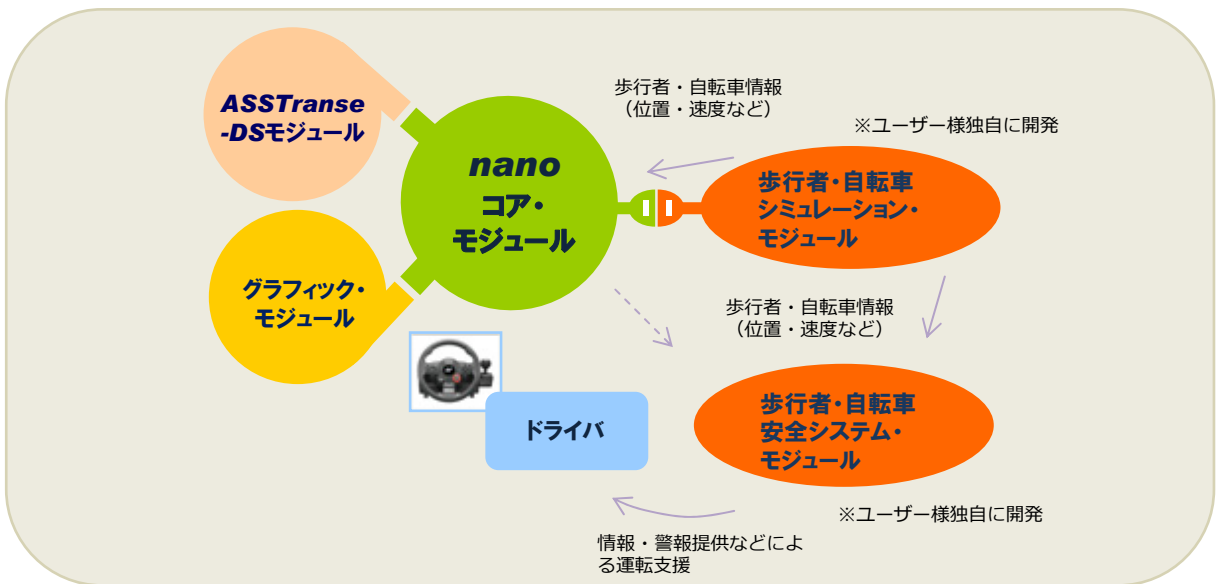 ASSTranse
-DSモジュール
nano
コア・
モジュール
グラフィック・
モジュール
歩行者・自転車情報
（位置・速度など）
※ユーザー様独自に開発
歩行者・自転車
シミュレーション・
モジュール
歩行者・自転車情報
（位置・速度など）
ドライバ
歩行者・自転車
安全システム・
モジュール
※ユーザー様独自に開発
情報・警報提供などによ
る運転支援